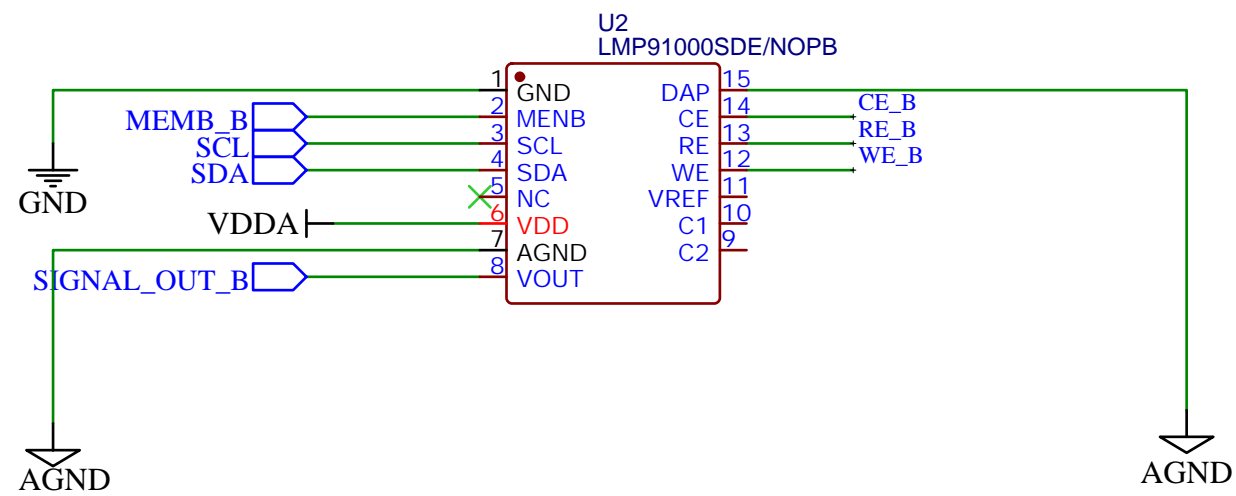 U2
LMP91000SDE/NOPB
1 GND DAP 15
MEMB_B 2 MENB CE 14 CE_B
SCL 3 SCL RE 13 RE_B
SDA 4 SDA WE 12 WE_B
GND 5 NC VREF 11
VDDA 6 VDD C1 10
7 AGND C2 9
SIGNAL_OUT_B 8 VOUT
AGND
AGND